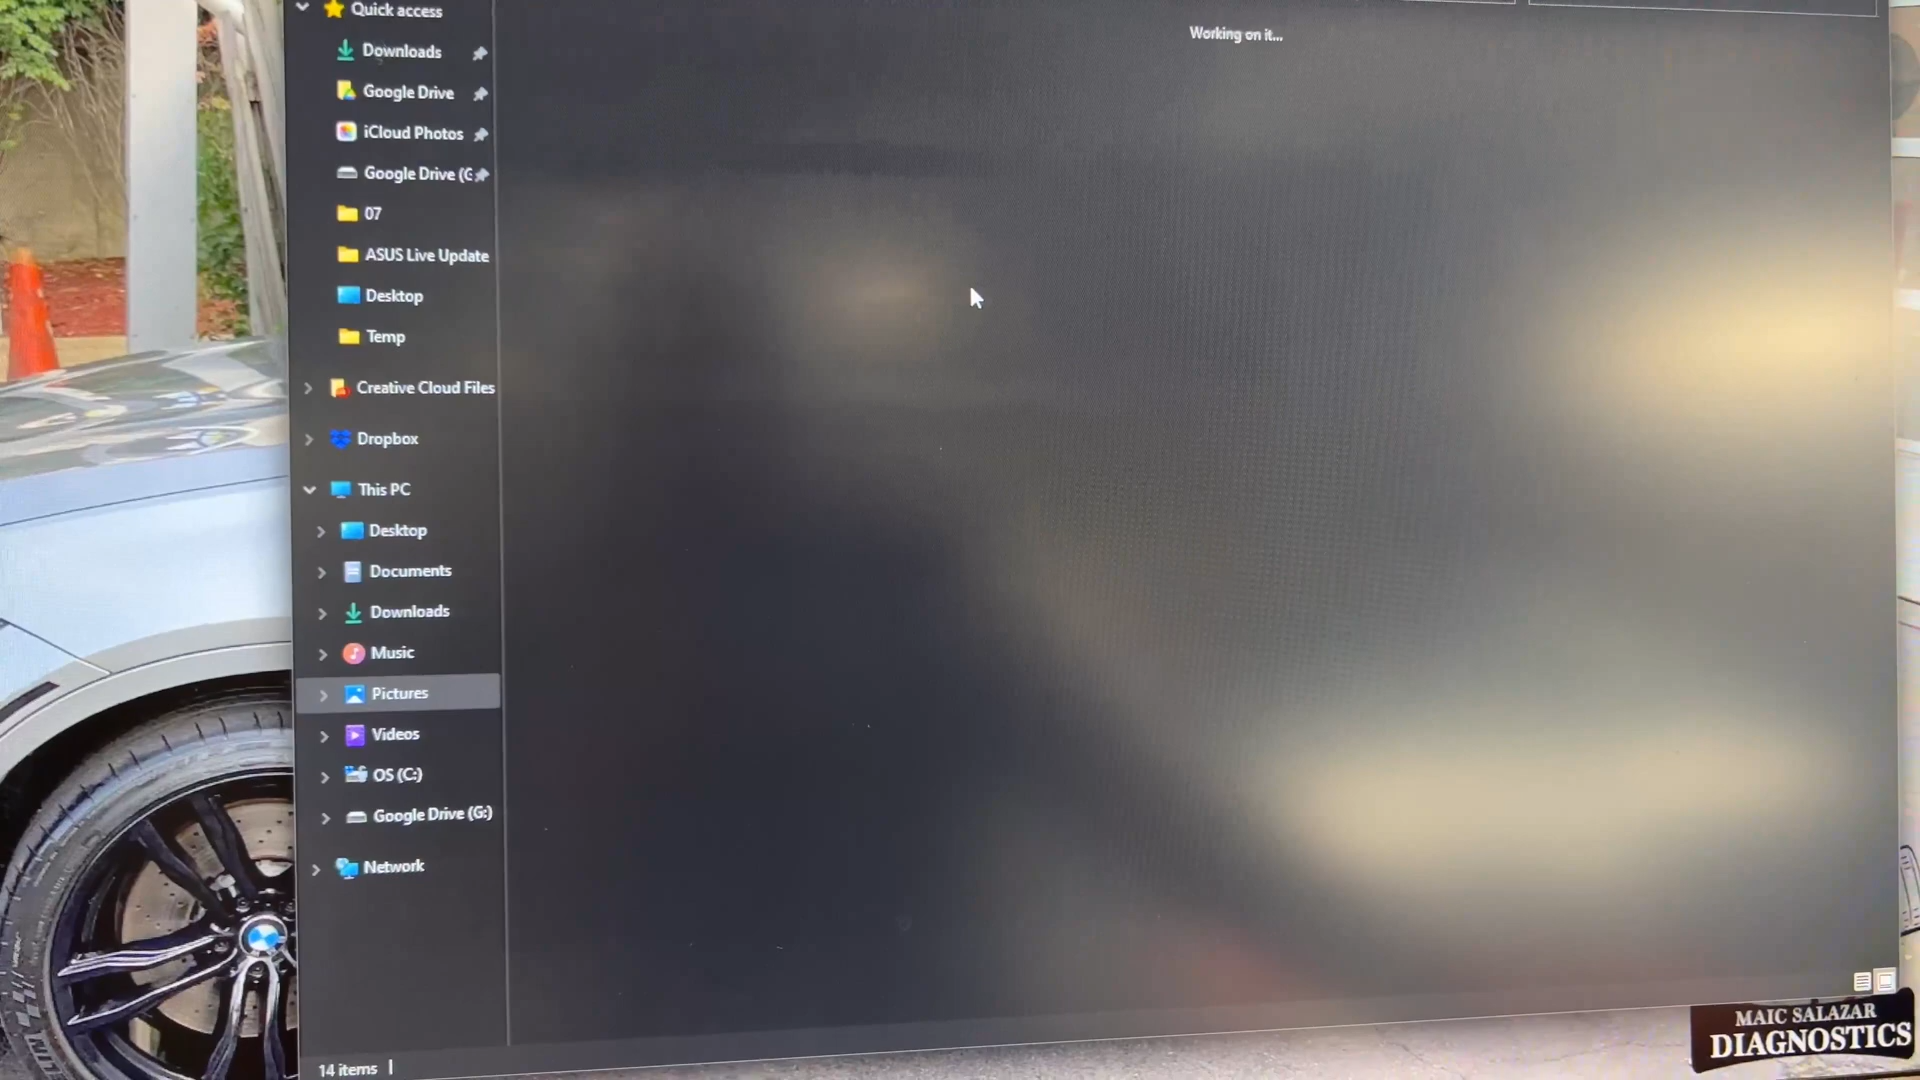 Quick access
Working on it...
Downloads
Google Drive
iCloud Photos
Google Drive (G
07
ASUS Live Update
Desktop
Temp
Creative Cloud Files
Dropbox
This PC
Desktop
Documents
Downloads
Music
Pictures
Videos
OS (C:)
Google Drive (G:)
Network
14 items
MAIC SALAZAR
DIAGNOSTICS